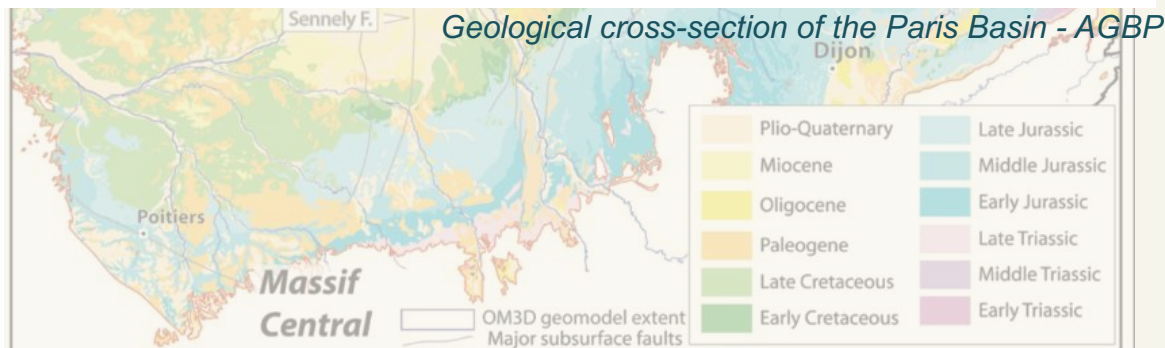 Sennely F.
Geological cross-section of the Paris Basin - AGBP
Dijon
Plio-Quaternary
Miocene
Oligocene
Paleogene
Late Cretaceous
Early Cretaceous
Late Jurassic
Middle Jurassic
Early Jurassic
Late Triassic
Middle Triassic
Early Triassic
Poitiers
Massif
Central
OM3D geomodel extent
Major subsurface faults